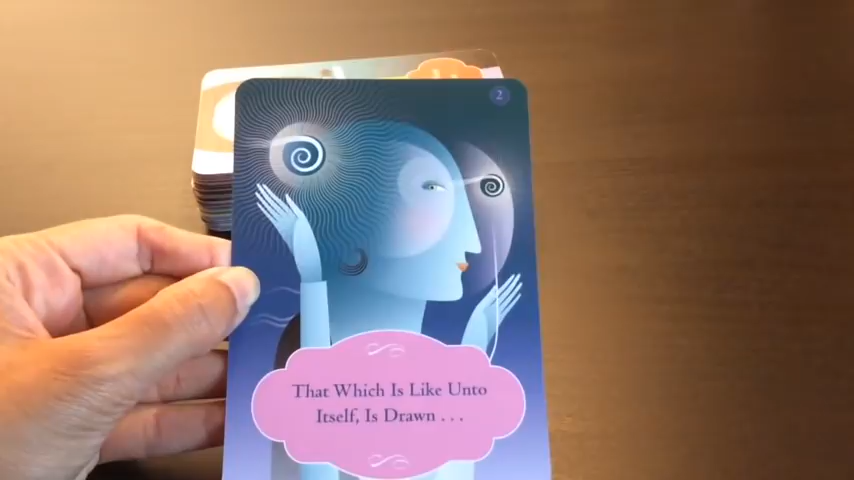 2
That Which Is Like Unto
Itself, Is Drawn . . .